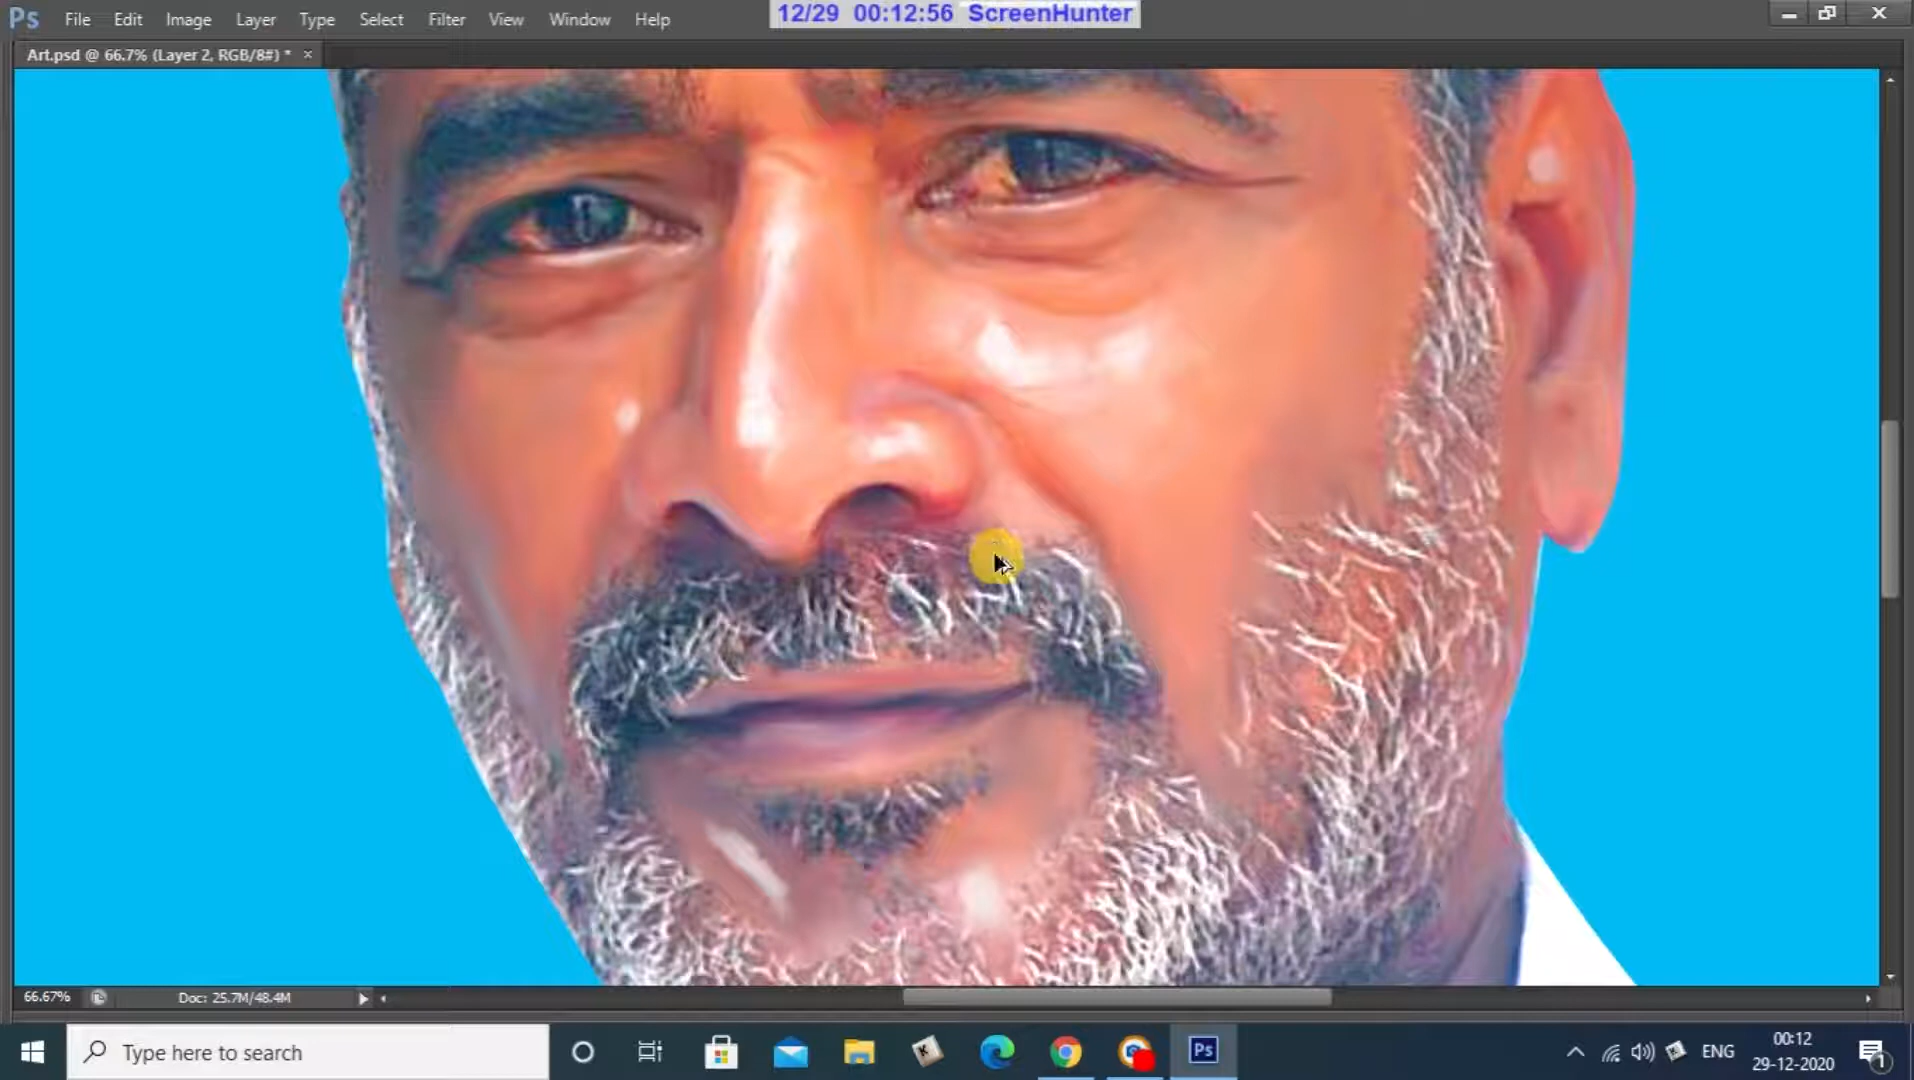 Ps File Edit Image Layer Type Select Filter View Window Help
12/29 00:12:56 ScreenHunter
Art.psd @ 66.7% (Layer 2, RGB/8#) * ×
66.67% Doc: 25.7M/48.4M
Type here to search
Ps
ENG
00:12
29-12-2020
1